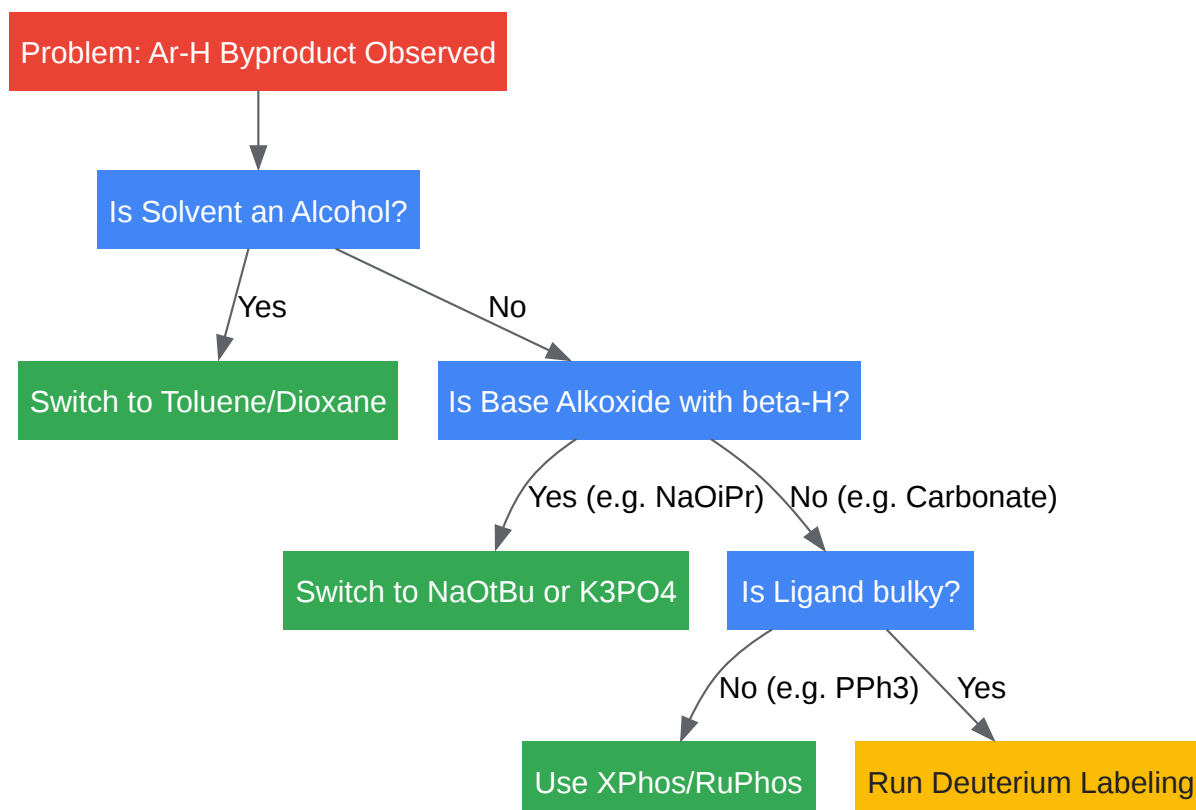 Problem: Ar-H Byproduct Observed
Is Solvent an Alcohol?
Yes
No
Switch to Toluene/Dioxane
Is Base Alkoxide with beta-H?
Yes (e.g. NaOiPr)
No (e.g. Carbonate)
Switch to NaOtBu or K3PO4
Is Ligand bulky?
No (e.g. PPh3)
Yes
Use XPhos/RuPhos
Run Deuterium Labeling